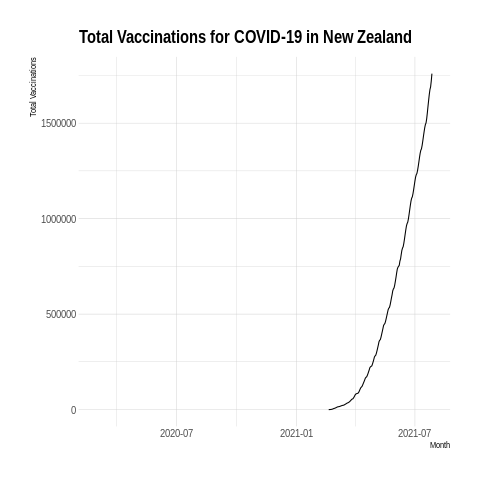 Total Vaccinations for COVID-19 in New Zealand
Total Vaccinations
1500000
1000000
500000
0
2020-07 2021-01 2021-07
Month